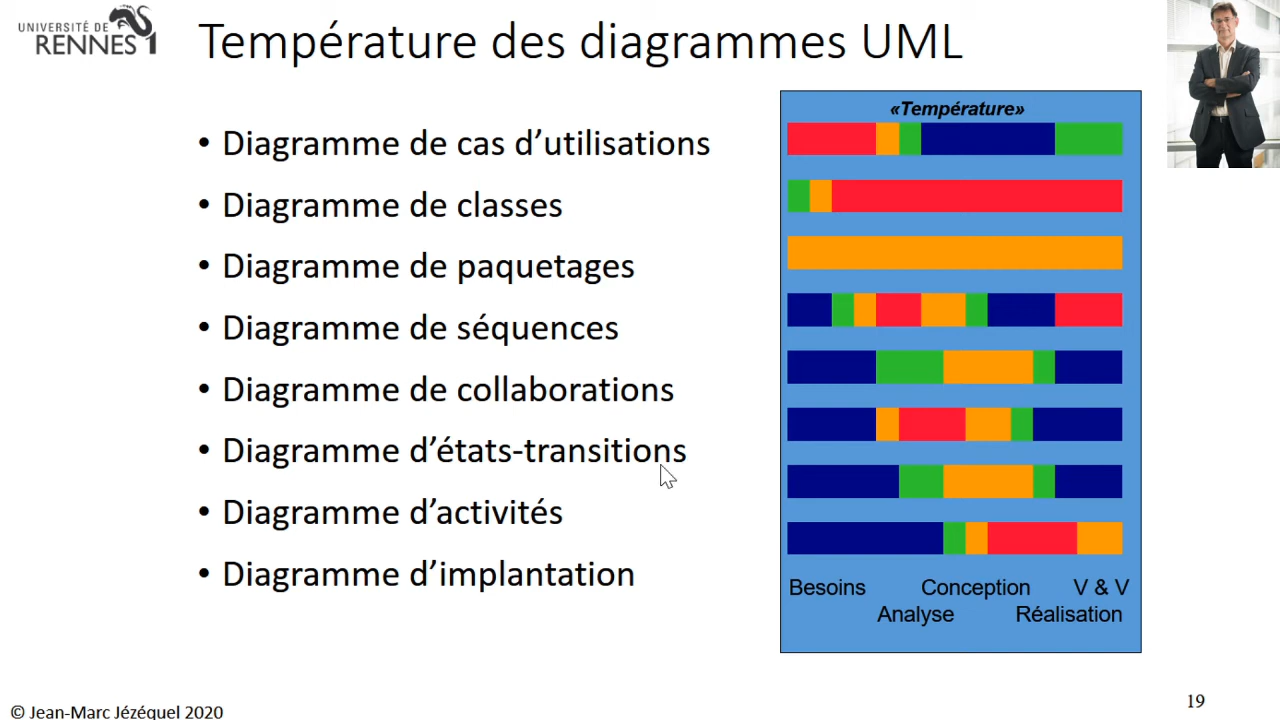 UNIVERSITÉ DE
RENNES 1
Température des diagrammes UML
• Diagramme de cas d’utilisations
• Diagramme de classes
• Diagramme de paquetages
• Diagramme de séquences
• Diagramme de collaborations
• Diagramme d’états-transitions
• Diagramme d’activités
• Diagramme d’implantation
«Température»
Besoins Conception V & V
Analyse Réalisation
© Jean-Marc Jézéquel 2020
19